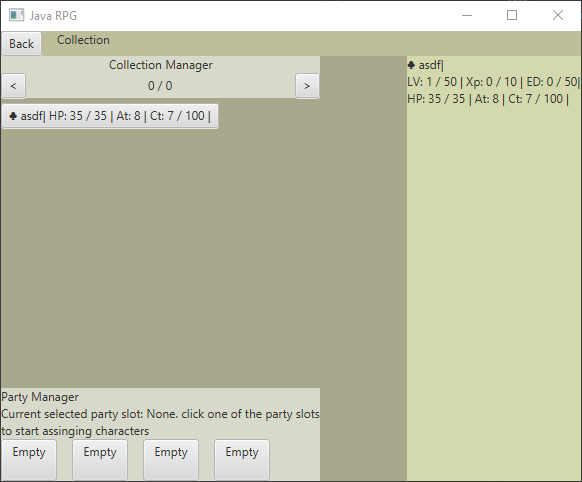 Java RPG
Back
Collection
Collection Manager
<
0 / 0
>
♣ asdf| HP: 35 / 35 | At: 8 | Ct: 7 / 100 |
♣ asdf|
LV: 1 / 50 | Xp: 0 / 10 | ED: 0 / 50|
HP: 35 / 35 | At: 8 | Ct: 7 / 100 |
Party Manager
Current selected party slot: None. click one of the party slots
to start assinging characters
Empty
Empty
Empty
Empty